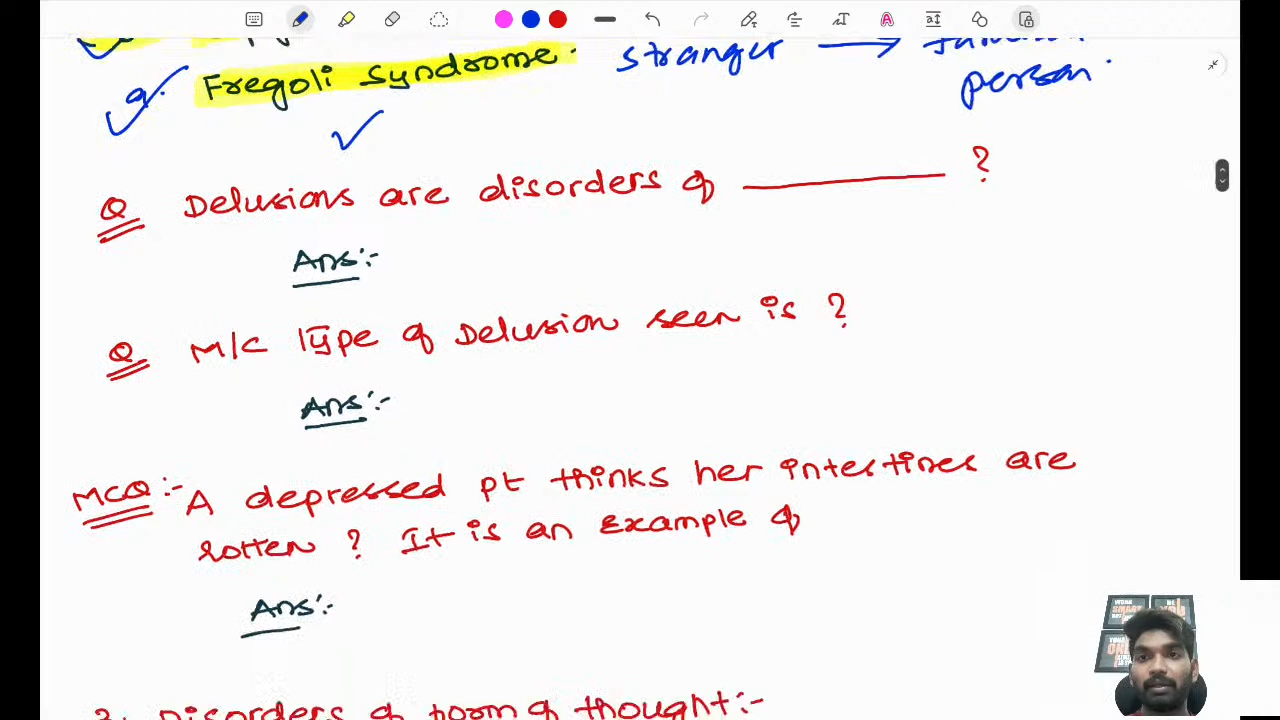 9. Fregoli Syndrome. stranger → familiar
person.
Q Delusions are disorders of ________ ?
Ans:-
Q M/C Type of Delusion seen is ?
Ans:-
MCQ:- A depressed pt thinks her intestines are
rotten ? It is an Example of
Ans:-
2. Disorders of form of thought:-